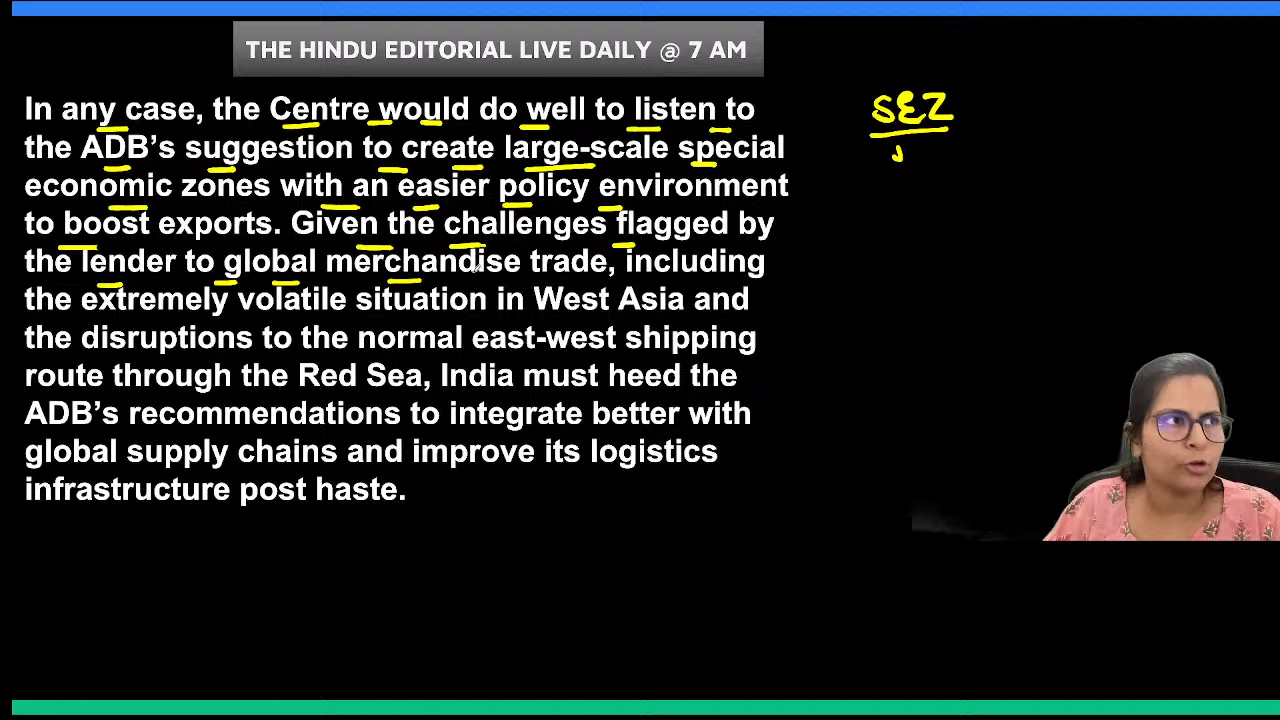 THE HINDU EDITORIAL LIVE DAILY @ 7 AM
In any case, the Centre would do well to listen to
the ADB's suggestion to create large-scale special
economic zones with an easier policy environment
to boost exports. Given the challenges flagged by
the lender to global merchandise trade, including
the extremely volatile situation in West Asia and
the disruptions to the normal east-west shipping
route through the Red Sea, India must heed the
ADB's recommendations to integrate better with
global supply chains and improve its logistics
infrastructure post haste.
SEZ